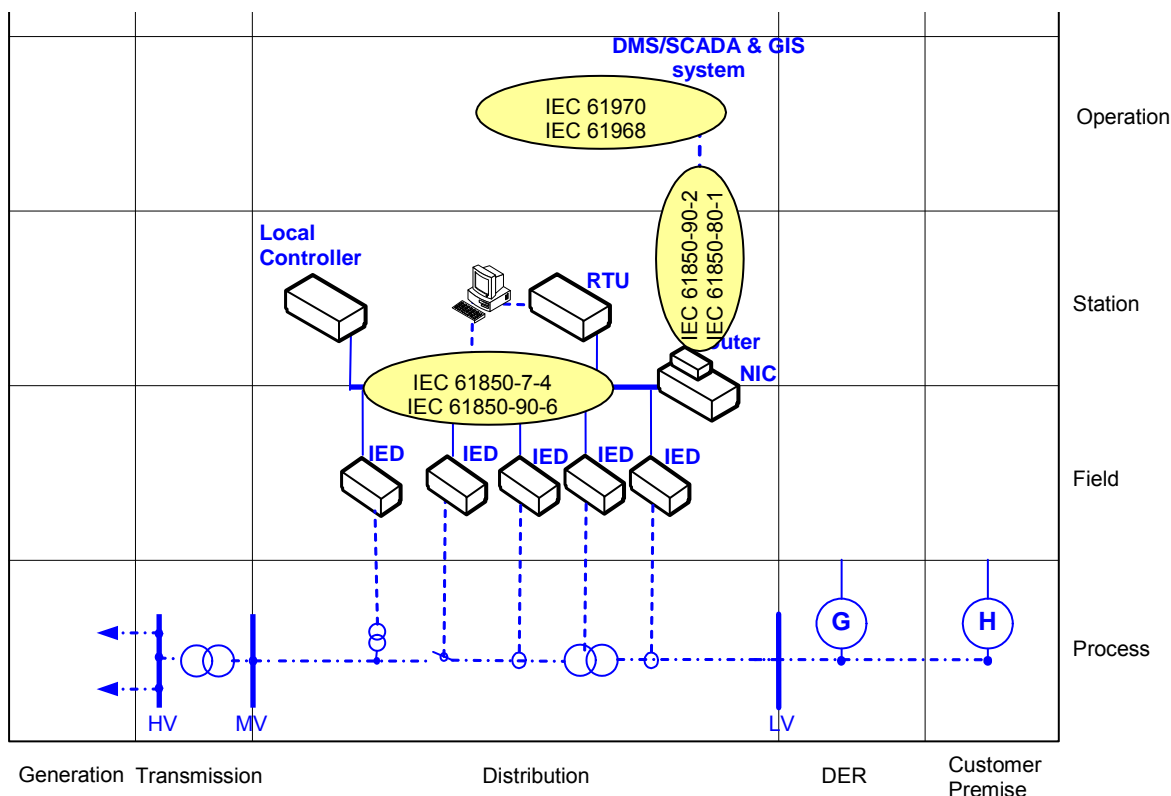 DMS/SCADA & GIS
system
IEC 61970
IEC 61968
Operation
IEC 61850-90-2
IEC 61850-80-1
Local
Controller
RTU
Station
NIC
IEC 61850-7-4
IEC 61850-90-6
IED
IED
IED
IED
IED
Field
G
H
Process
HV
MV
LV
Generation
Transmission
Distribution
DER
Customer
Premise